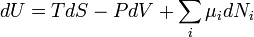 dU = TdS − PdV + ∑_i μ_i dN_i